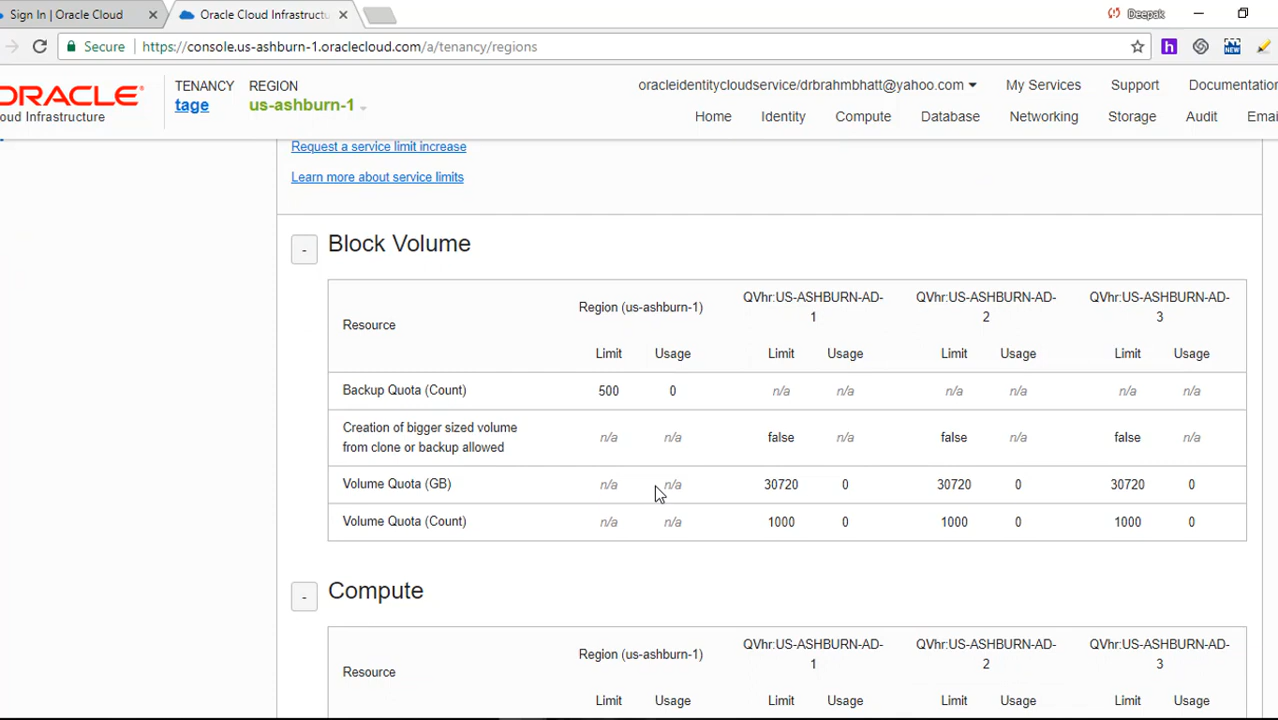 Sign In | Oracle Cloud
Oracle Cloud Infrastructu
Deepak
Secure
https://console.us-ashburn-1.oraclecloud.com/a/tenancy/regions
h
NEW
ORACLE
oud Infrastructure
TENANCY
tage
REGION
us-ashburn-1
oracleidentitycloudservice/drbrahmbhatt@yahoo.com
My Services
Support
Documentation
Home
Identity
Compute
Database
Networking
Storage
Audit
Emai
Request a service limit increase
Learn more about service limits
- Block Volume
Resource
Region (us-ashburn-1)
QVhr:US-ASHBURN-AD-
1
QVhr:US-ASHBURN-AD-
2
QVhr:US-ASHBURN-AD-
3
Limit Usage Limit Usage Limit Usage Limit Usage
Backup Quota (Count) 500 0 n/a n/a n/a n/a n/a n/a
Creation of bigger sized volume
from clone or backup allowed
n/a n/a false n/a false n/a false n/a
Volume Quota (GB) n/a n/a 30720 0 30720 0 30720 0
Volume Quota (Count) n/a n/a 1000 0 1000 0 1000 0
- Compute
Resource
Region (us-ashburn-1)
QVhr:US-ASHBURN-AD-
1
QVhr:US-ASHBURN-AD-
2
QVhr:US-ASHBURN-AD-
3
Limit Usage Limit Usage Limit Usage Limit Usage